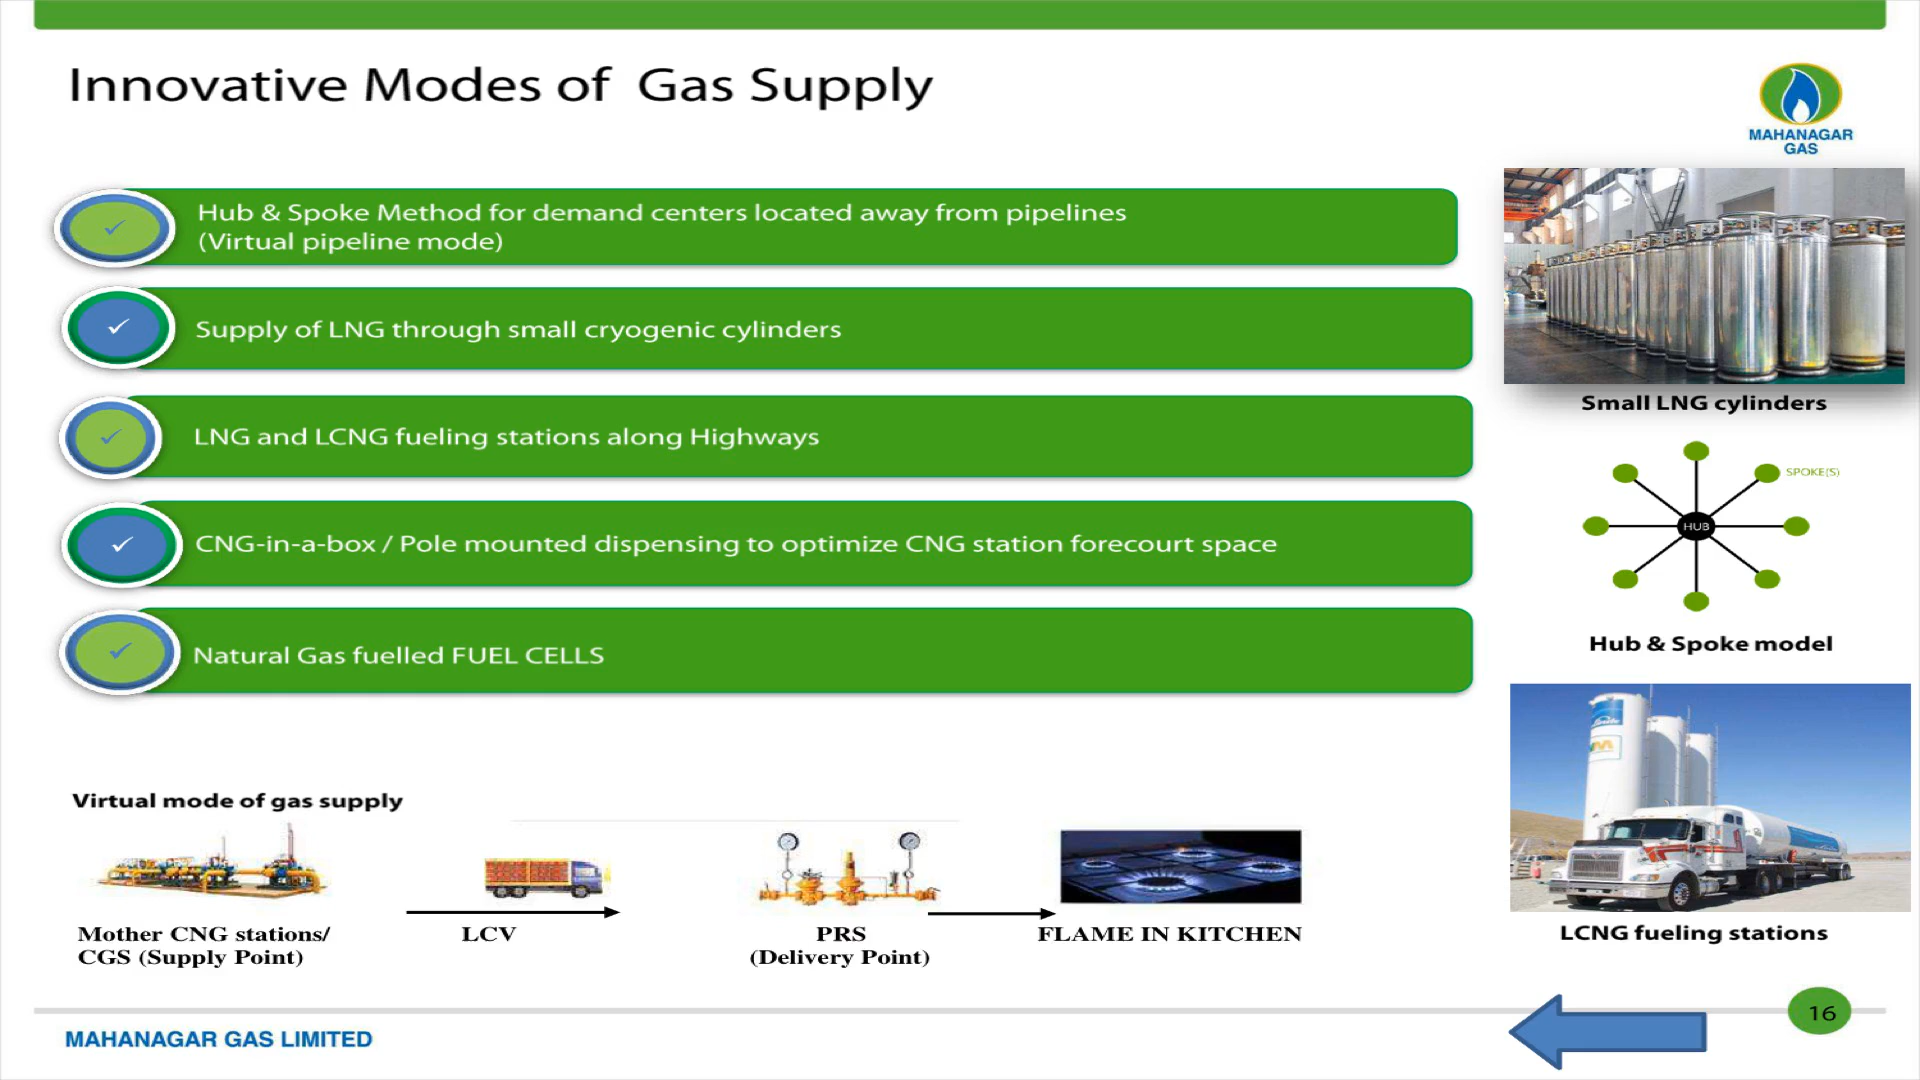 Innovative Modes of Gas Supply
MAHANAGAR
GAS
Hub & Spoke Method for demand centers located away from pipelines
(Virtual pipeline mode)
Supply of LNG through small cryogenic cylinders
LNG and LCNG fueling stations along Highways
CNG-in-a-box / Pole mounted dispensing to optimize CNG station forecourt space
Natural Gas fuelled FUEL CELLS
Small LNG cylinders
SPOKE(S)
HUB
Hub & Spoke model
LCNG fueling stations
Virtual mode of gas supply
Mother CNG stations/
CGS (Supply Point)
LCV
PRS
(Delivery Point)
FLAME IN KITCHEN
16
MAHANAGAR GAS LIMITED